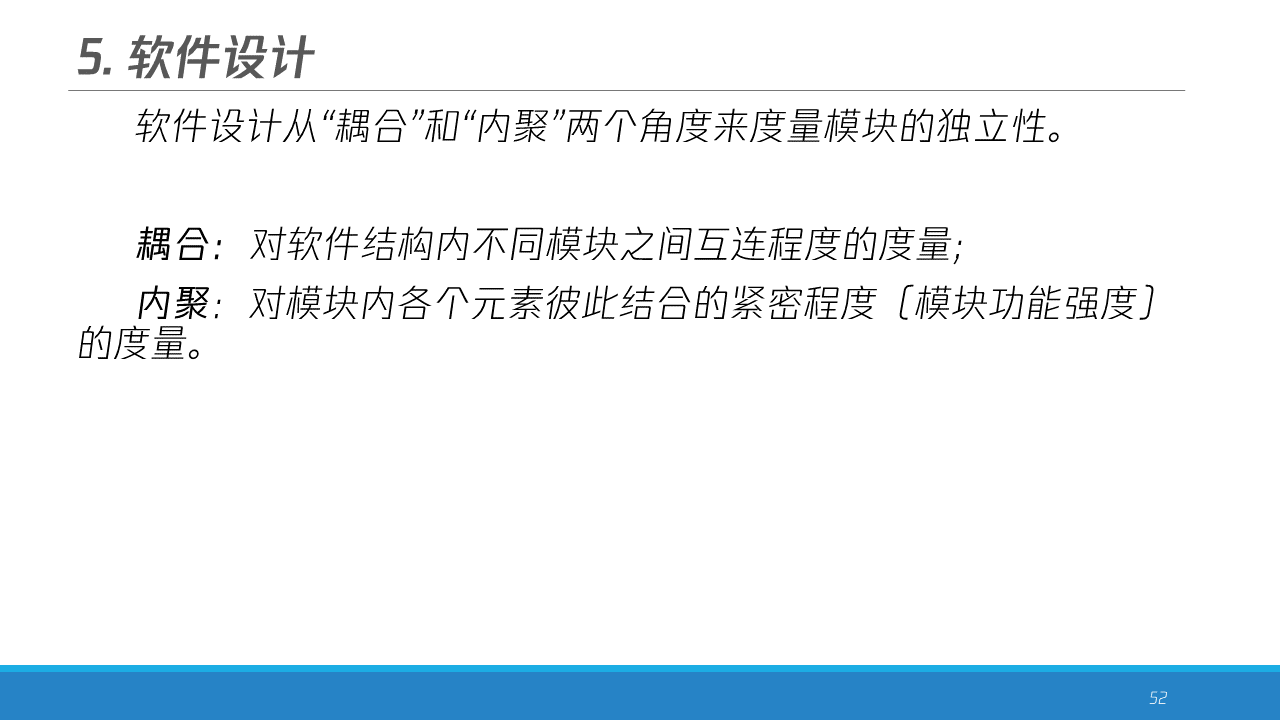 5. 软件设计
软件设计从“耦合”和“内聚”两个角度来度量模块的独立性。
耦合：对软件结构内不同模块之间互连程度的度量；
内聚：对模块内各个元素彼此结合的紧密程度（模块功能强度）
的度量。
52